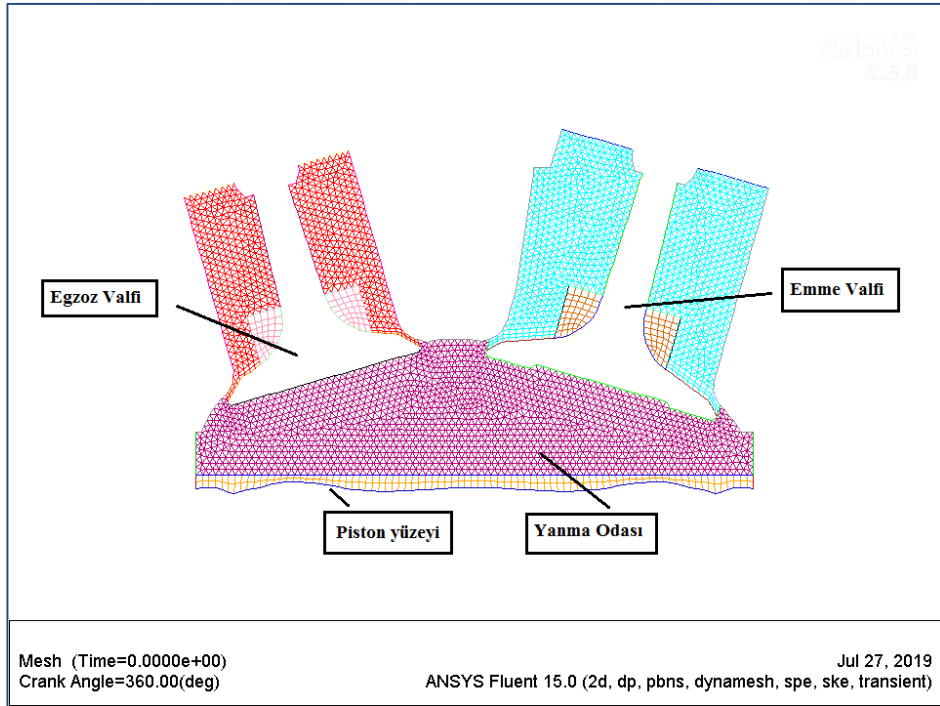 ANSYS
R15.0
Egzoz Valfi
Emme Valfi
Piston yüzeyi
Yanma Odası
Mesh (Time=0.0000e+00)
Crank Angle=360.00(deg)
Jul 27, 2019
ANSYS Fluent 15.0 (2d, dp, pbns, dynamesh, spe, ske, transient)